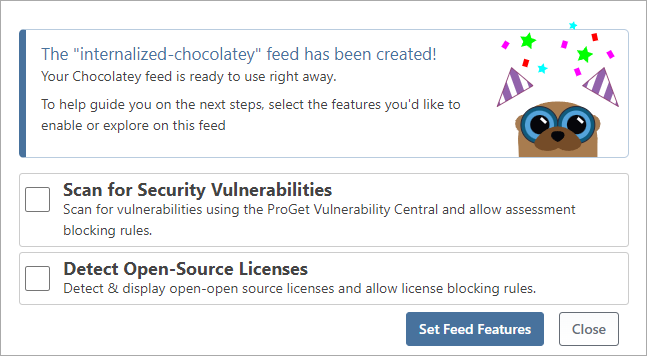 The "internalized-chocolatey" feed has been created!
Your Chocolatey feed is ready to use right away.
To help guide you on the next steps, select the features you'd like to
enable or explore on this feed
Scan for Security Vulnerabilities
Scan for vulnerabilities using the ProGet Vulnerability Central and allow assessment
blocking rules.
Detect Open-Source Licenses
Detect & display open-open source licenses and allow license blocking rules.
Set Feed Features
Close